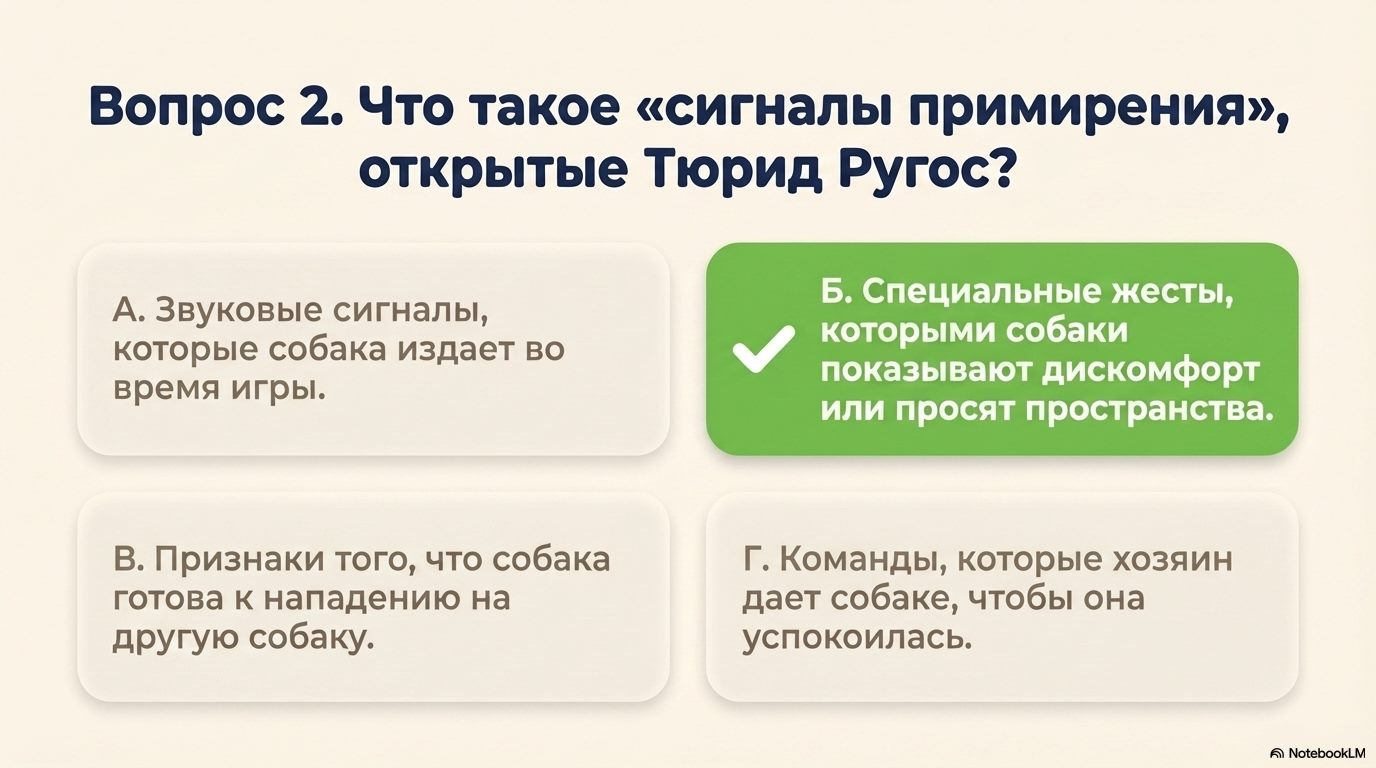 Вопрос 2. Что такое «сигналы примирения»,
открытые Тюрид Ругос?
А. Звуковые сигналы,
которые собака издает во
время игры.
Б. Специальные жесты,
которыми собаки
показывают дискомфорт
или просят пространства.
В. Признаки того, что собака
готова к нападению на
другую собаку.
Г. Команды, которые хозяин
дает собаке, чтобы она
успокоилась.
NotebookLM